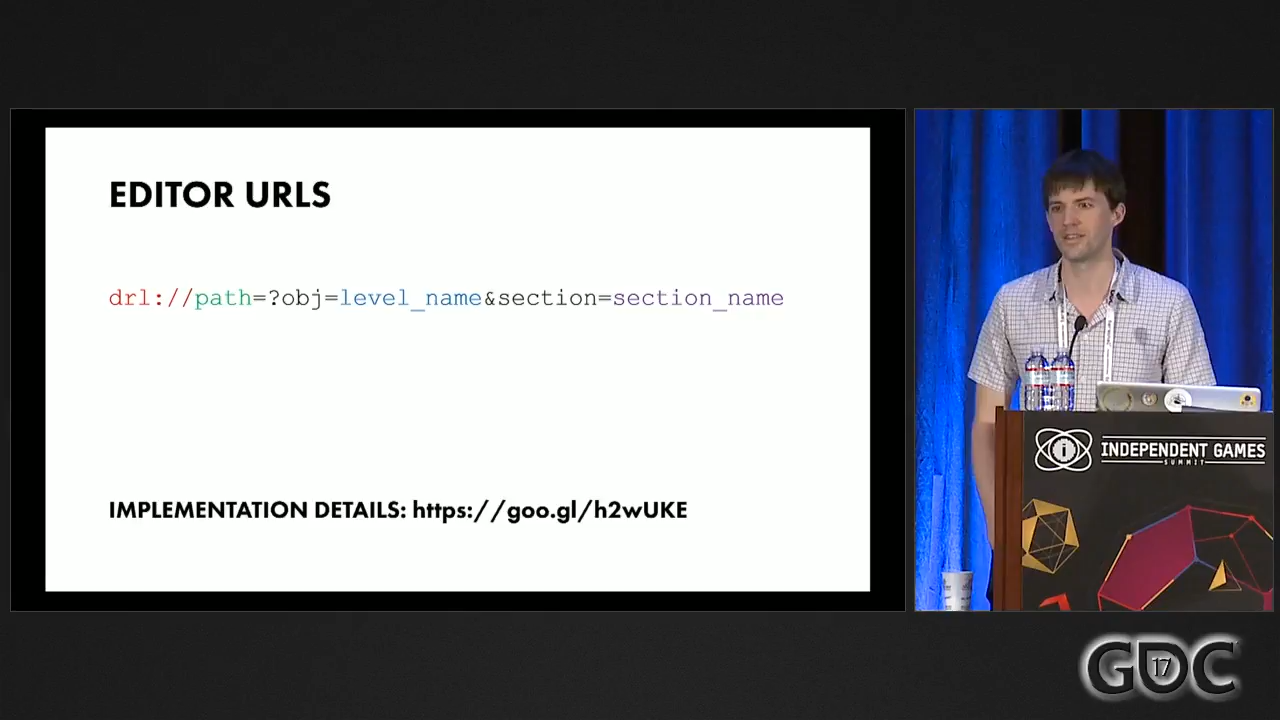 EDITOR URLS
drl://path=?obj=level_name&section=section_name
IMPLEMENTATION DETAILS: https://goo.gl/h2wUKE
i
INDEPENDENT GAMES
SUMMIT
GDC
17